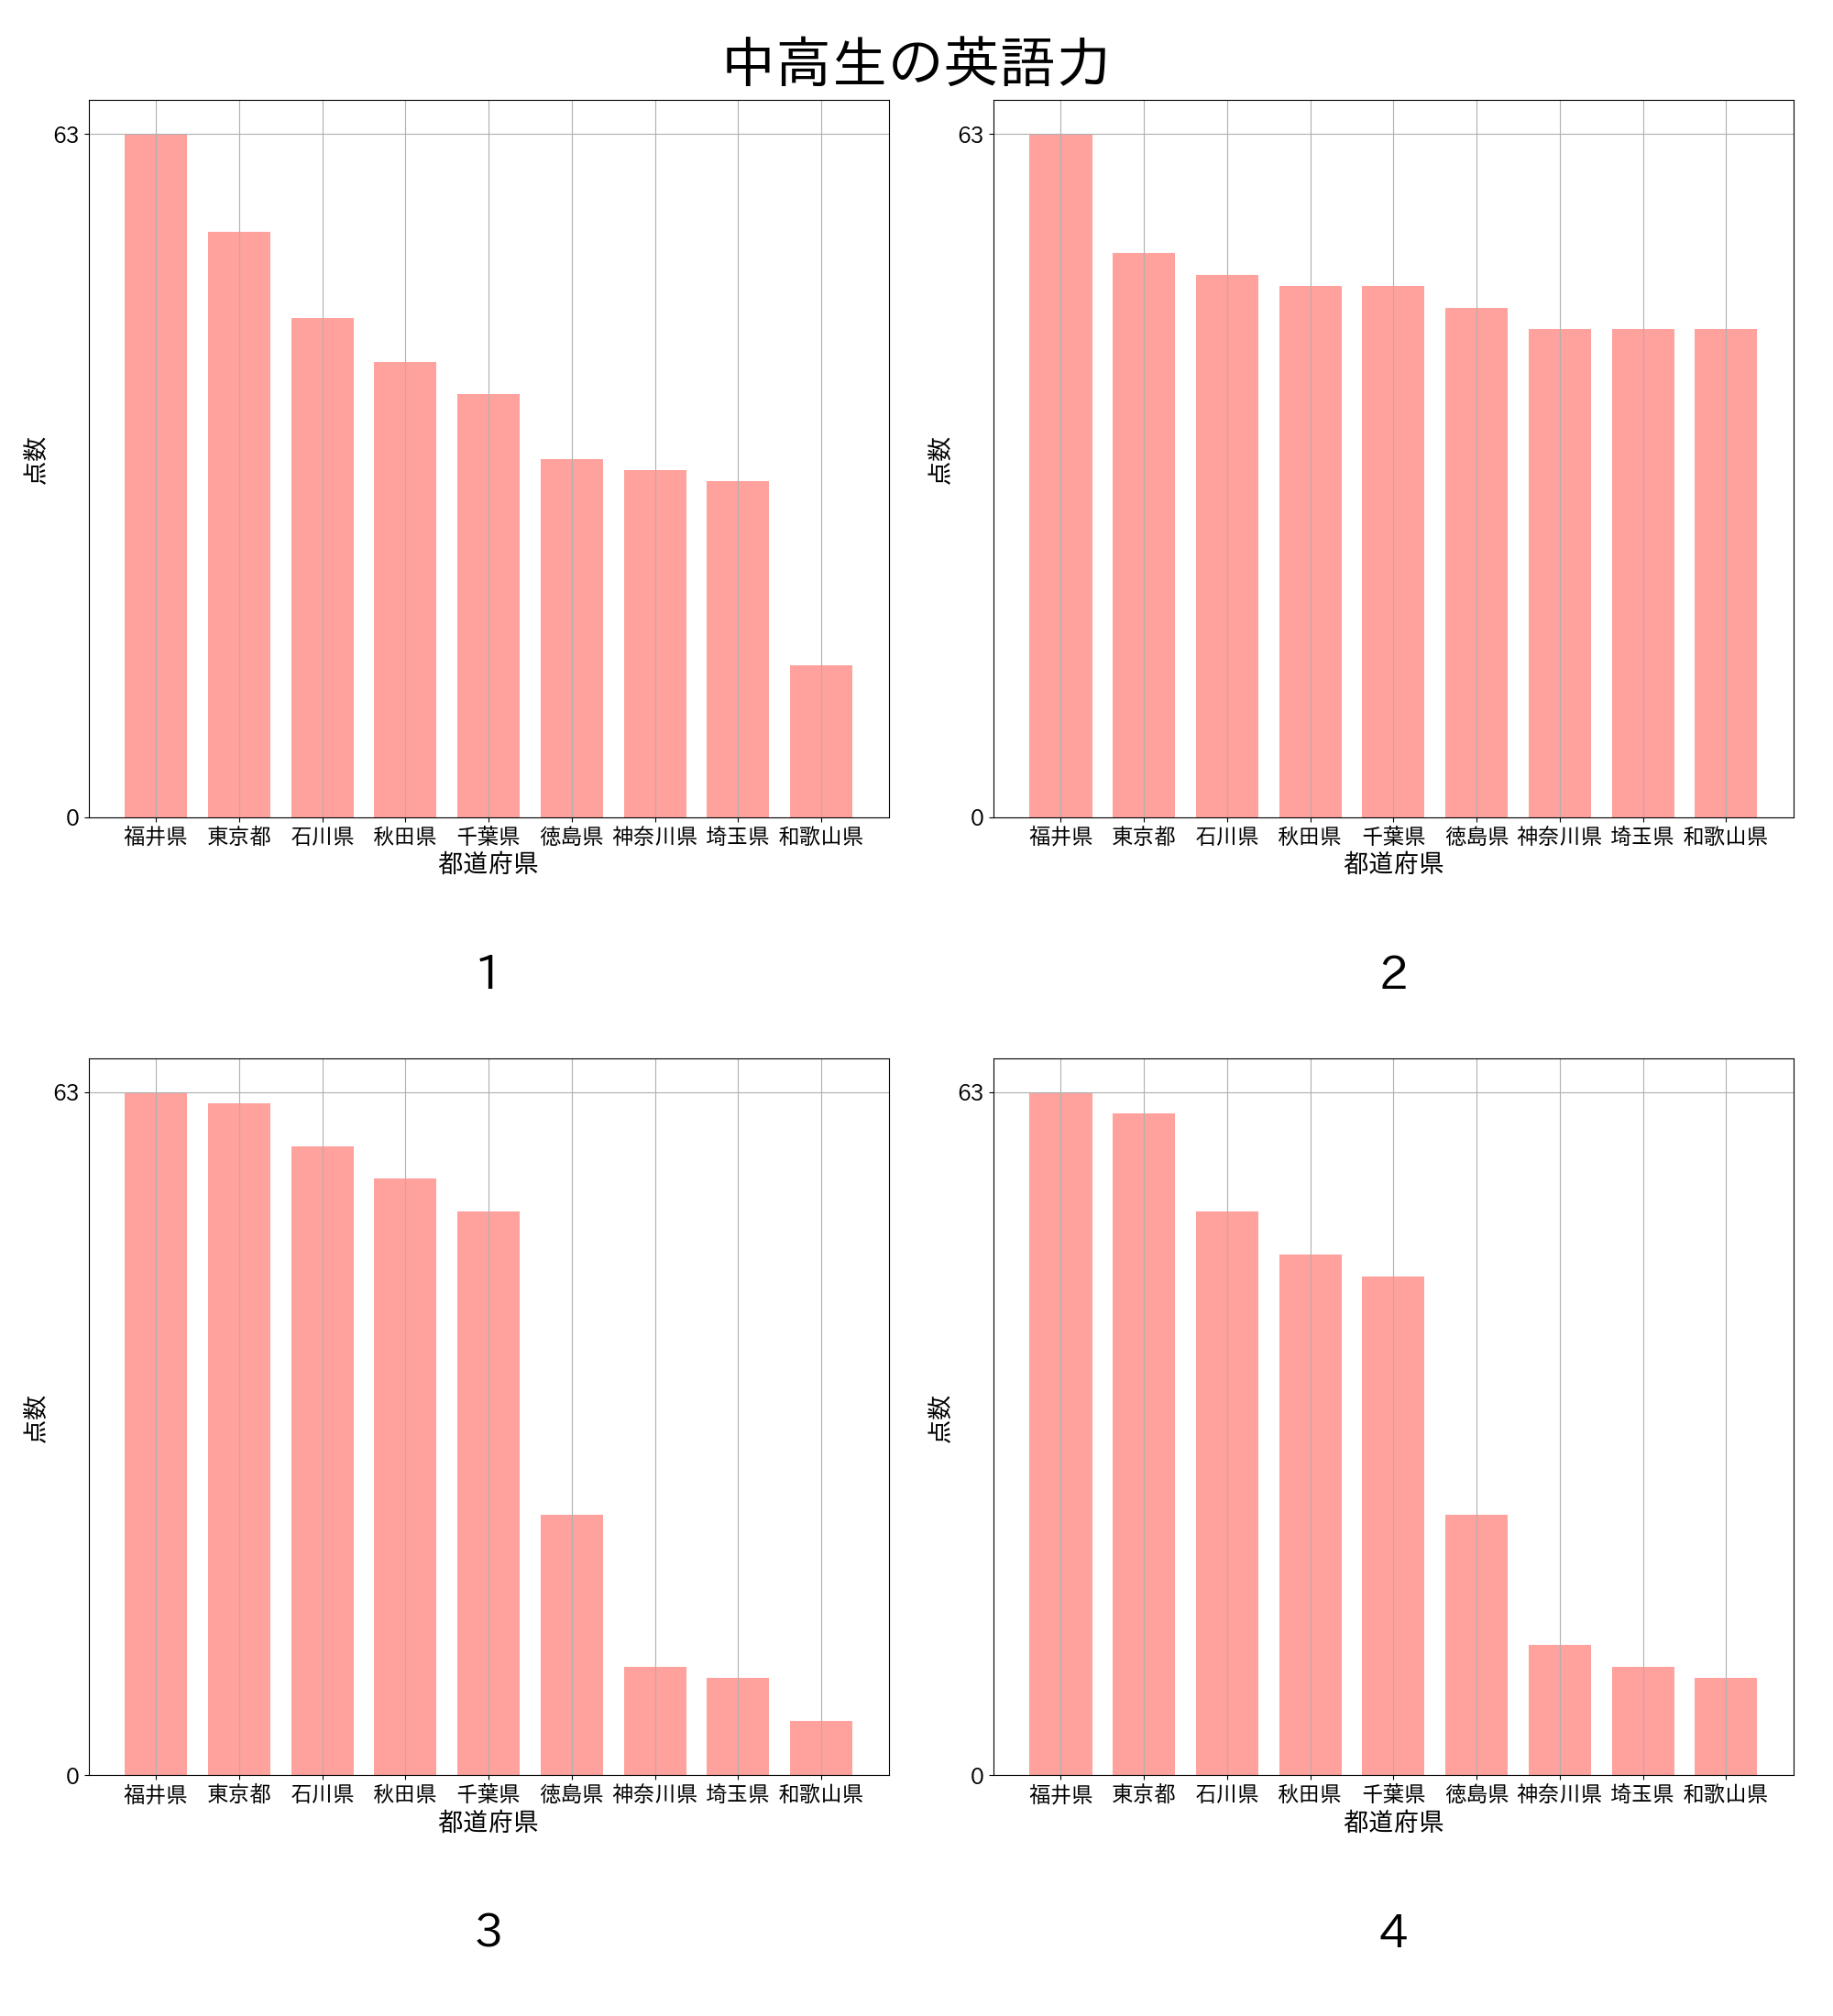 中高生の英語力
63
0
点数
福井県 東京都 石川県 秋田県 千葉県 徳島県 神奈川県 埼玉県 和歌山県
都道府県
1
63
0
点数
福井県 東京都 石川県 秋田県 千葉県 徳島県 神奈川県 埼玉県 和歌山県
都道府県
2
63
0
点数
福井県 東京都 石川県 秋田県 千葉県 徳島県 神奈川県 埼玉県 和歌山県
都道府県
3
63
0
点数
福井県 東京都 石川県 秋田県 千葉県 徳島県 神奈川県 埼玉県 和歌山県
都道府県
4